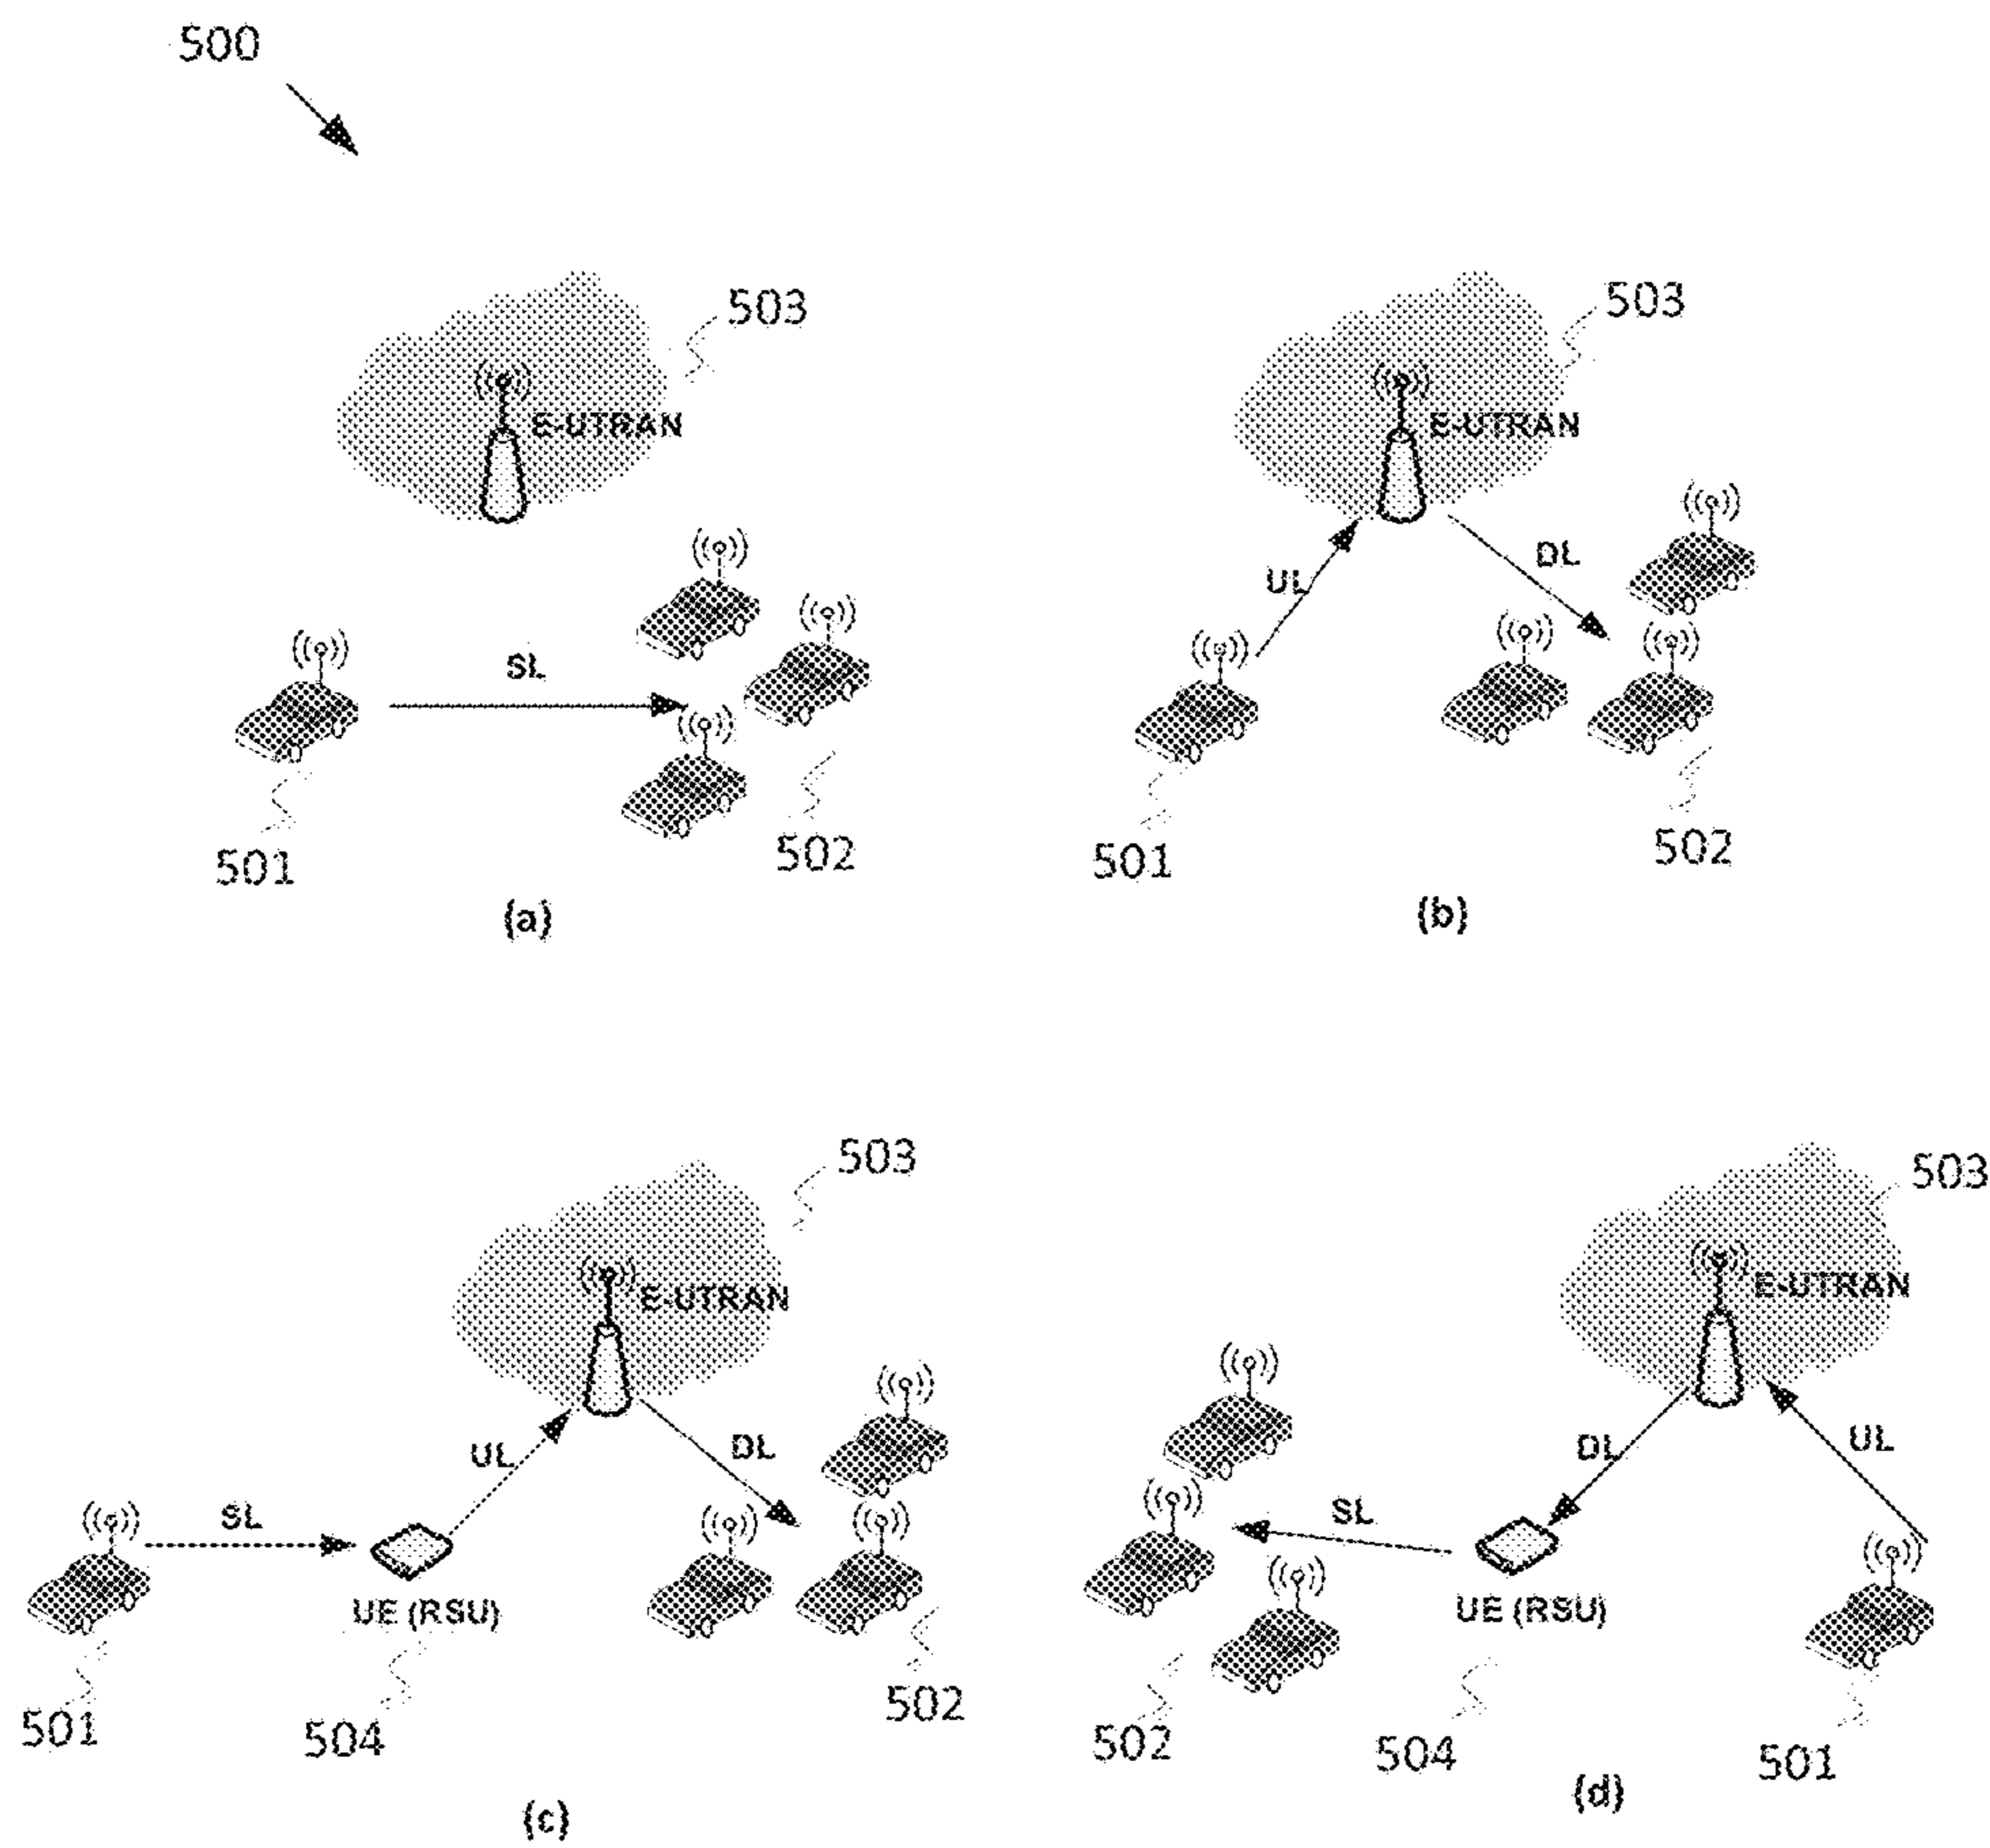 500
503
E-UTRAN
SL
501
502
(a)
503
E-UTRAN
UL
DL
501
502
(b)
503
E-UTRAN
UL
DL
SL
UE (RSU)
501
504
502
(c)
503
E-UTRAN
DL
UL
SL
UE (RSU)
502
504
501
(d)